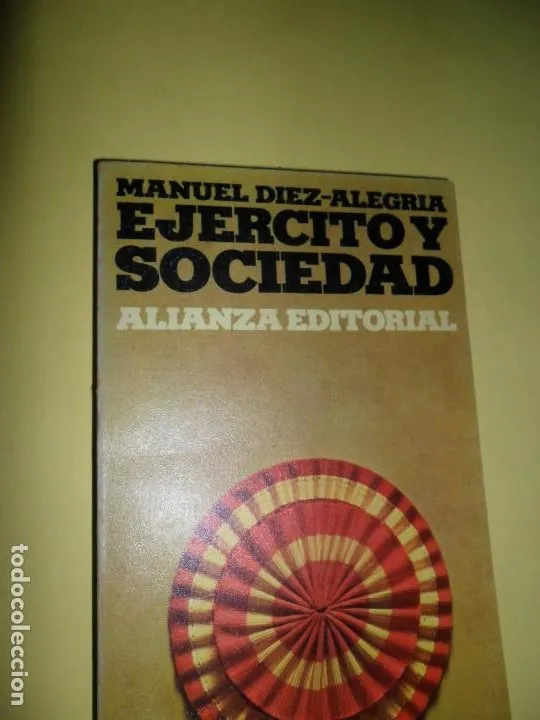 MANUEL DIEZ-ALEGRIA
EJERCITO Y
SOCIEDAD
ALIANZA EDITORIAL
todocoleccion